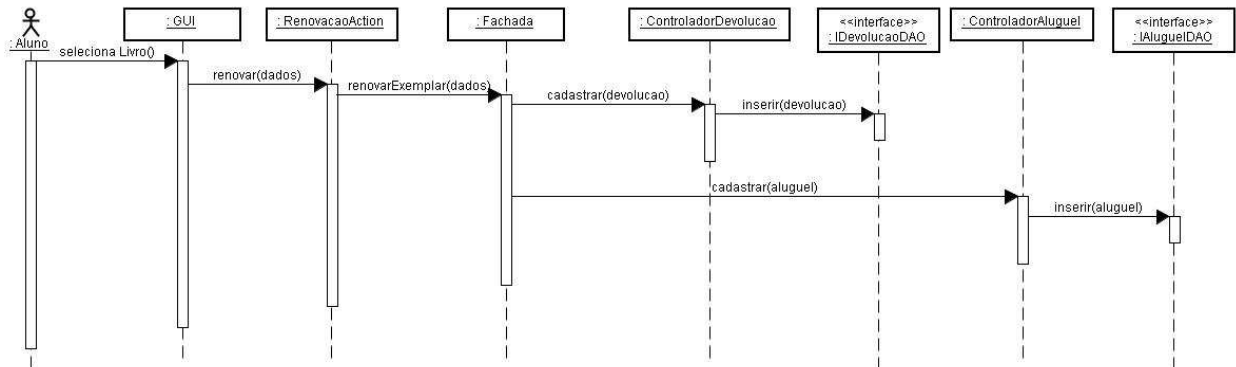 : Aluno
: GUI
: RenovacaoAction
: Fachada
: ControladorDevolucao
<<interface>>
: IDevolucaoDAO
: ControladorAluguel
<<interface>>
: IAluguelDAO
seleciona Livro()
renovar(dados)
renovarExemplar(dados)
cadastrar(devolucao)
inserir(devolucao)
cadastrar(aluguel)
inserir(aluguel)